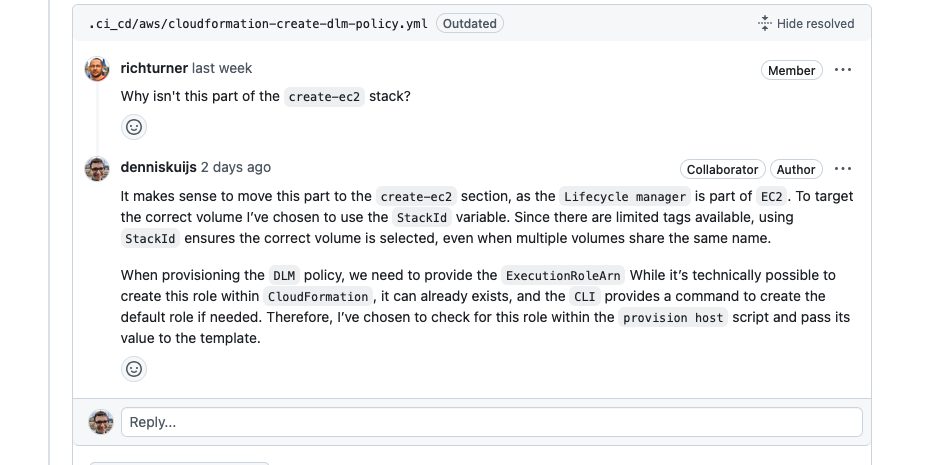 .ci_cd/aws/cloudformation-create-dlm-policy.yml Outdated Hide resolved
richturner last week Member
Why isn't this part of the create-ec2 stack?
denniskuijs 2 days ago Collaborator Author
It makes sense to move this part to the create-ec2 section, as the Lifecycle manager is part of EC2. To target
the correct volume I've chosen to use the StackId variable. Since there are limited tags available, using
StackId ensures the correct volume is selected, even when multiple volumes share the same name.
When provisioning the DLM policy, we need to provide the ExecutionRoleArn While it's technically possible to
create this role within CloudFormation, it can already exists, and the CLI provides a command to create the
default role if needed. Therefore, I've chosen to check for this role within the provision host script and pass its
value to the template.
Reply...